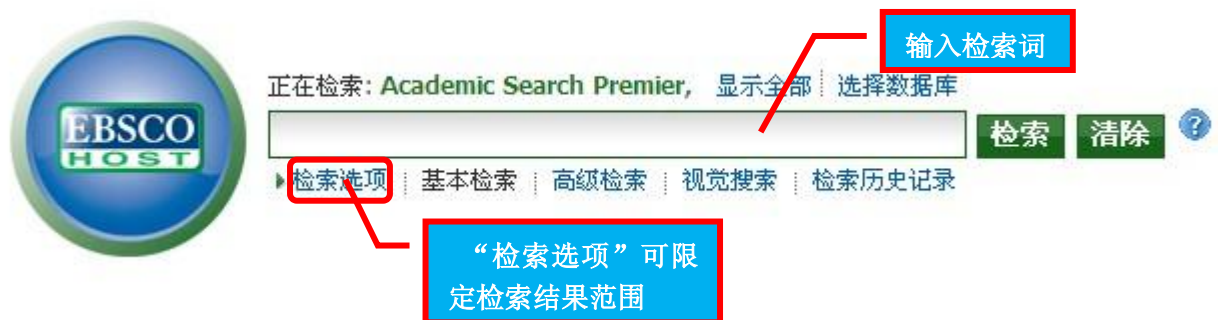 输入检索词
正在检索: Academic Search Premier, 显示全部 选择数据库
EBSCO
HOST
检索 清除 ?
检索选项 基本检索 高级检索 视觉搜索 检索历史记录
“检索选项”可限
定检索结果范围